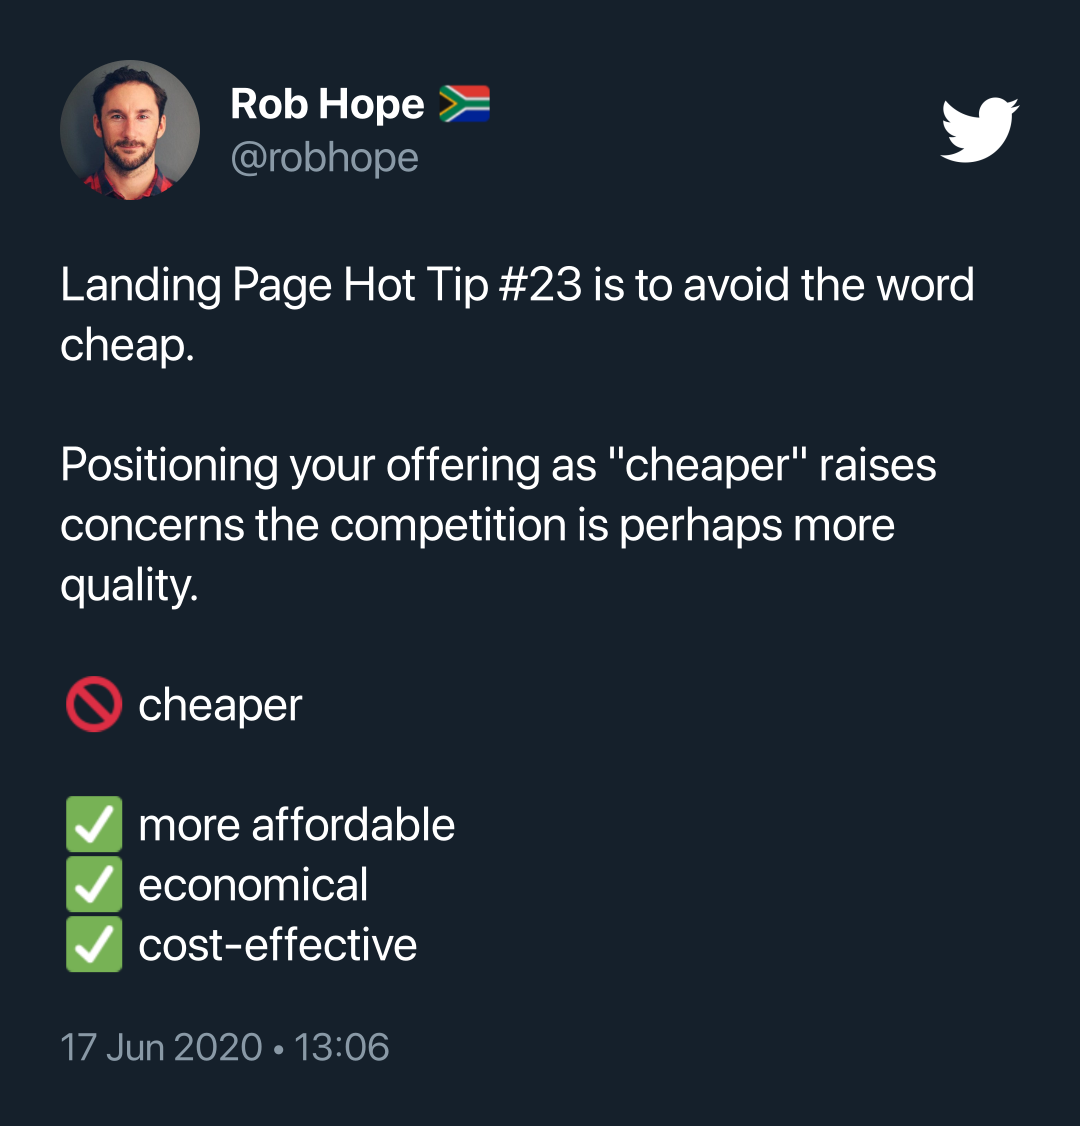 Rob Hope 🇿🇦
@robhope
Landing Page Hot Tip #23 is to avoid the word
cheap.
Positioning your offering as "cheaper" raises
concerns the competition is perhaps more
quality.
🚫 cheaper
✅ more affordable
✅ economical
✅ cost-effective
17 Jun 2020 • 13:06